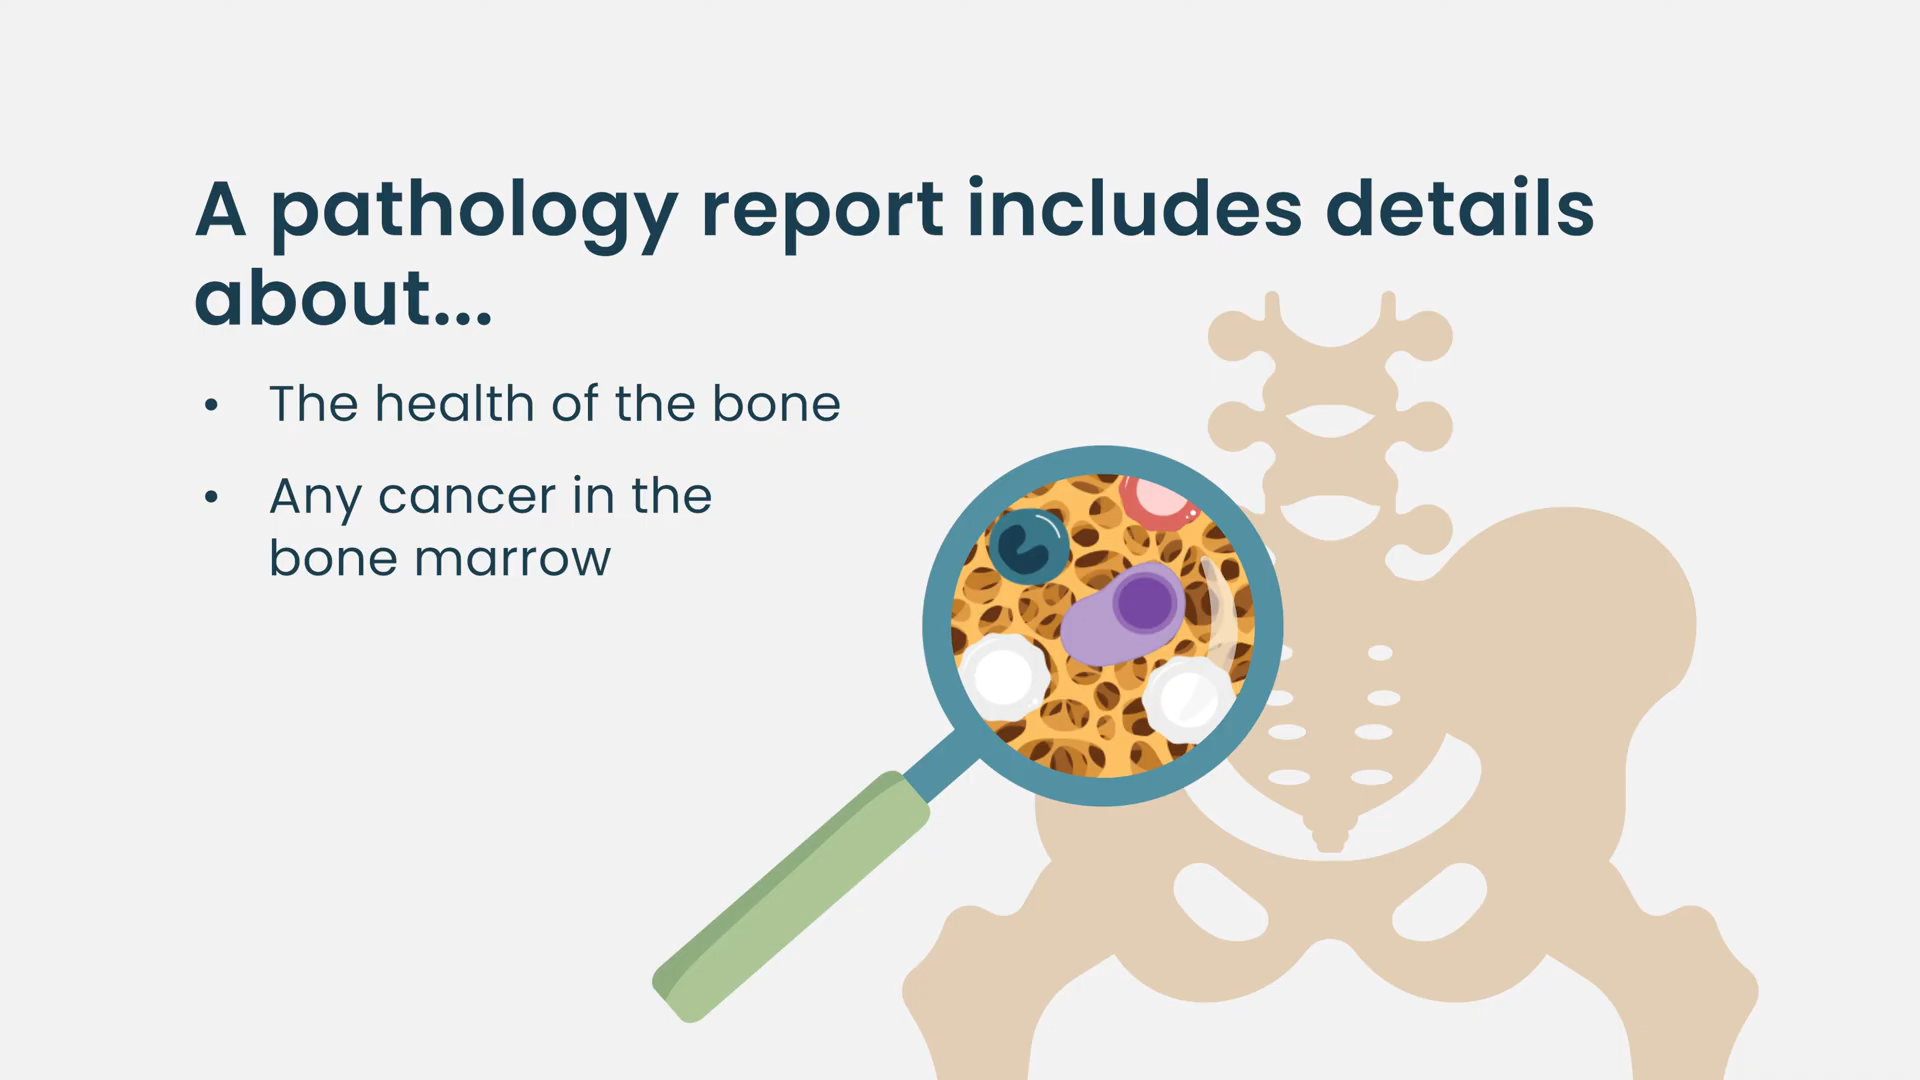 A pathology report includes details
about...
• The health of the bone
• Any cancer in the
bone marrow